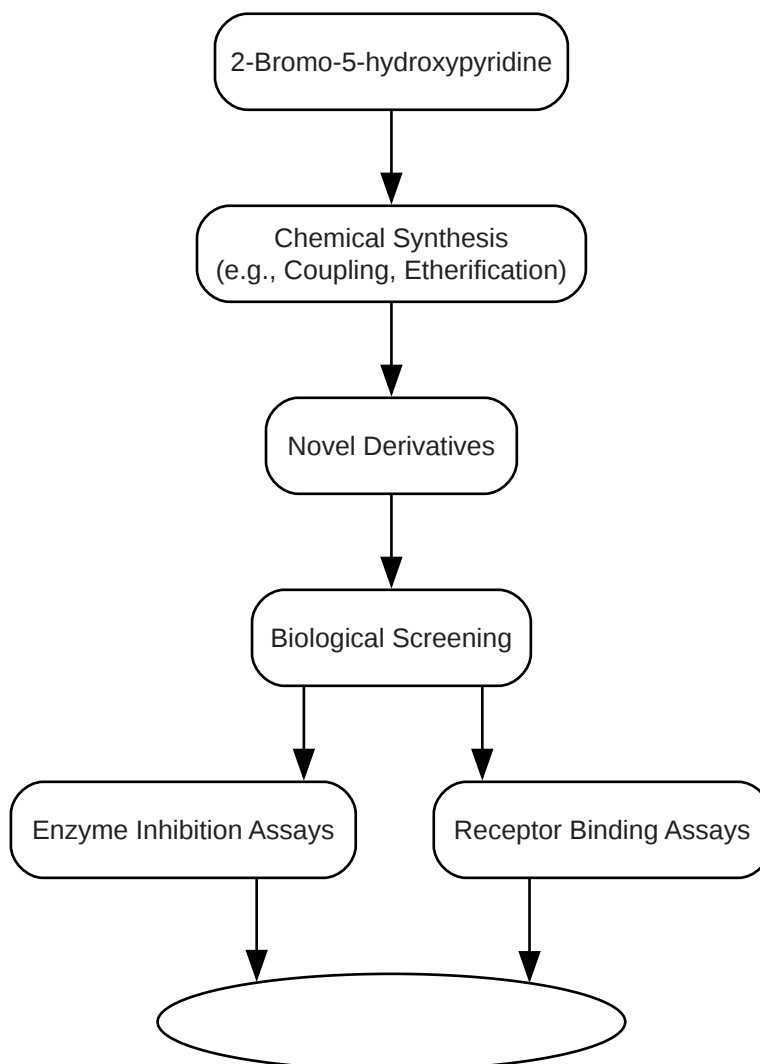 2-Bromo-5-hydroxypyridine
Chemical Synthesis
(e.g., Coupling, Etherification)
Novel Derivatives
Biological Screening
Enzyme Inhibition Assays
Receptor Binding Assays